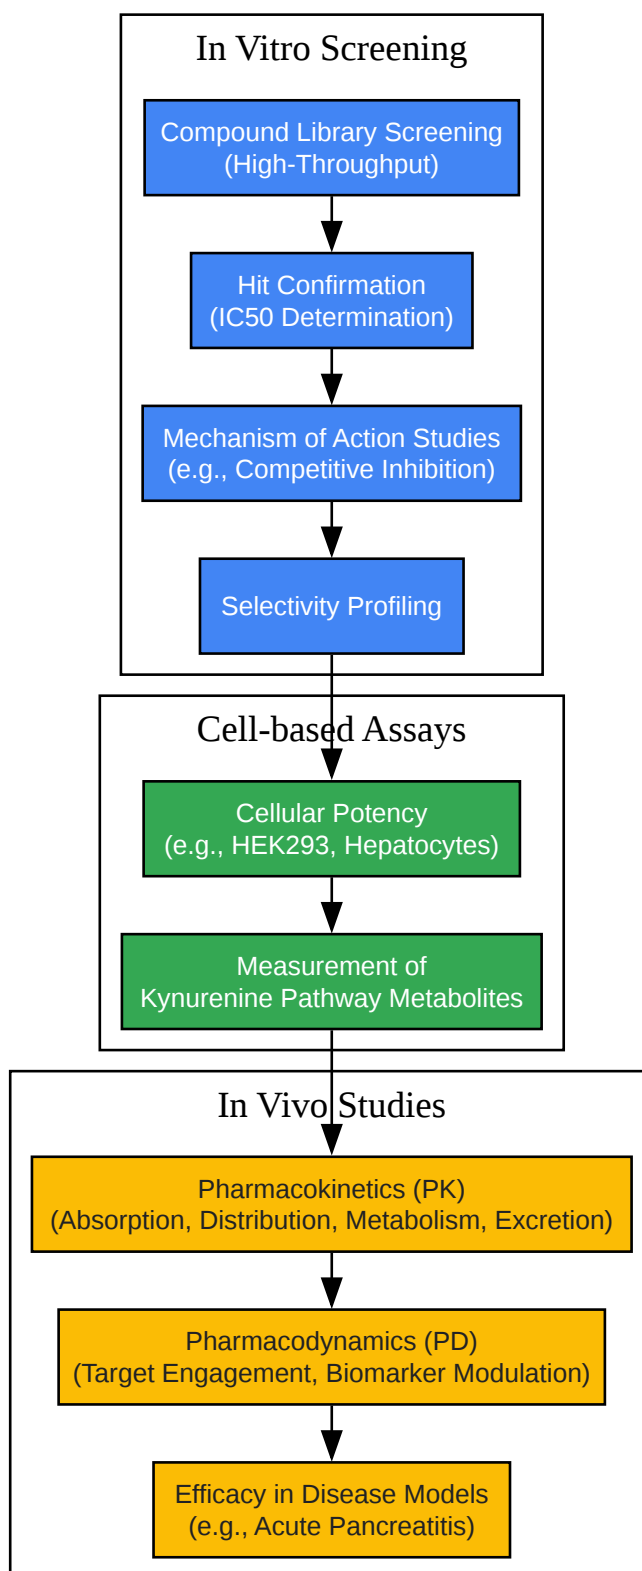 In Vitro Screening
Compound Library Screening
(High-Throughput)
Hit Confirmation
(IC50 Determination)
Mechanism of Action Studies
(e.g., Competitive Inhibition)
Selectivity Profiling
Cell-based Assays
Cellular Potency
(e.g., HEK293, Hepatocytes)
Measurement of
Kynurenine Pathway Metabolites
In Vivo Studies
Pharmacokinetics (PK)
(Absorption, Distribution, Metabolism, Excretion)
Pharmacodynamics (PD)
(Target Engagement, Biomarker Modulation)
Efficacy in Disease Models
(e.g., Acute Pancreatitis)